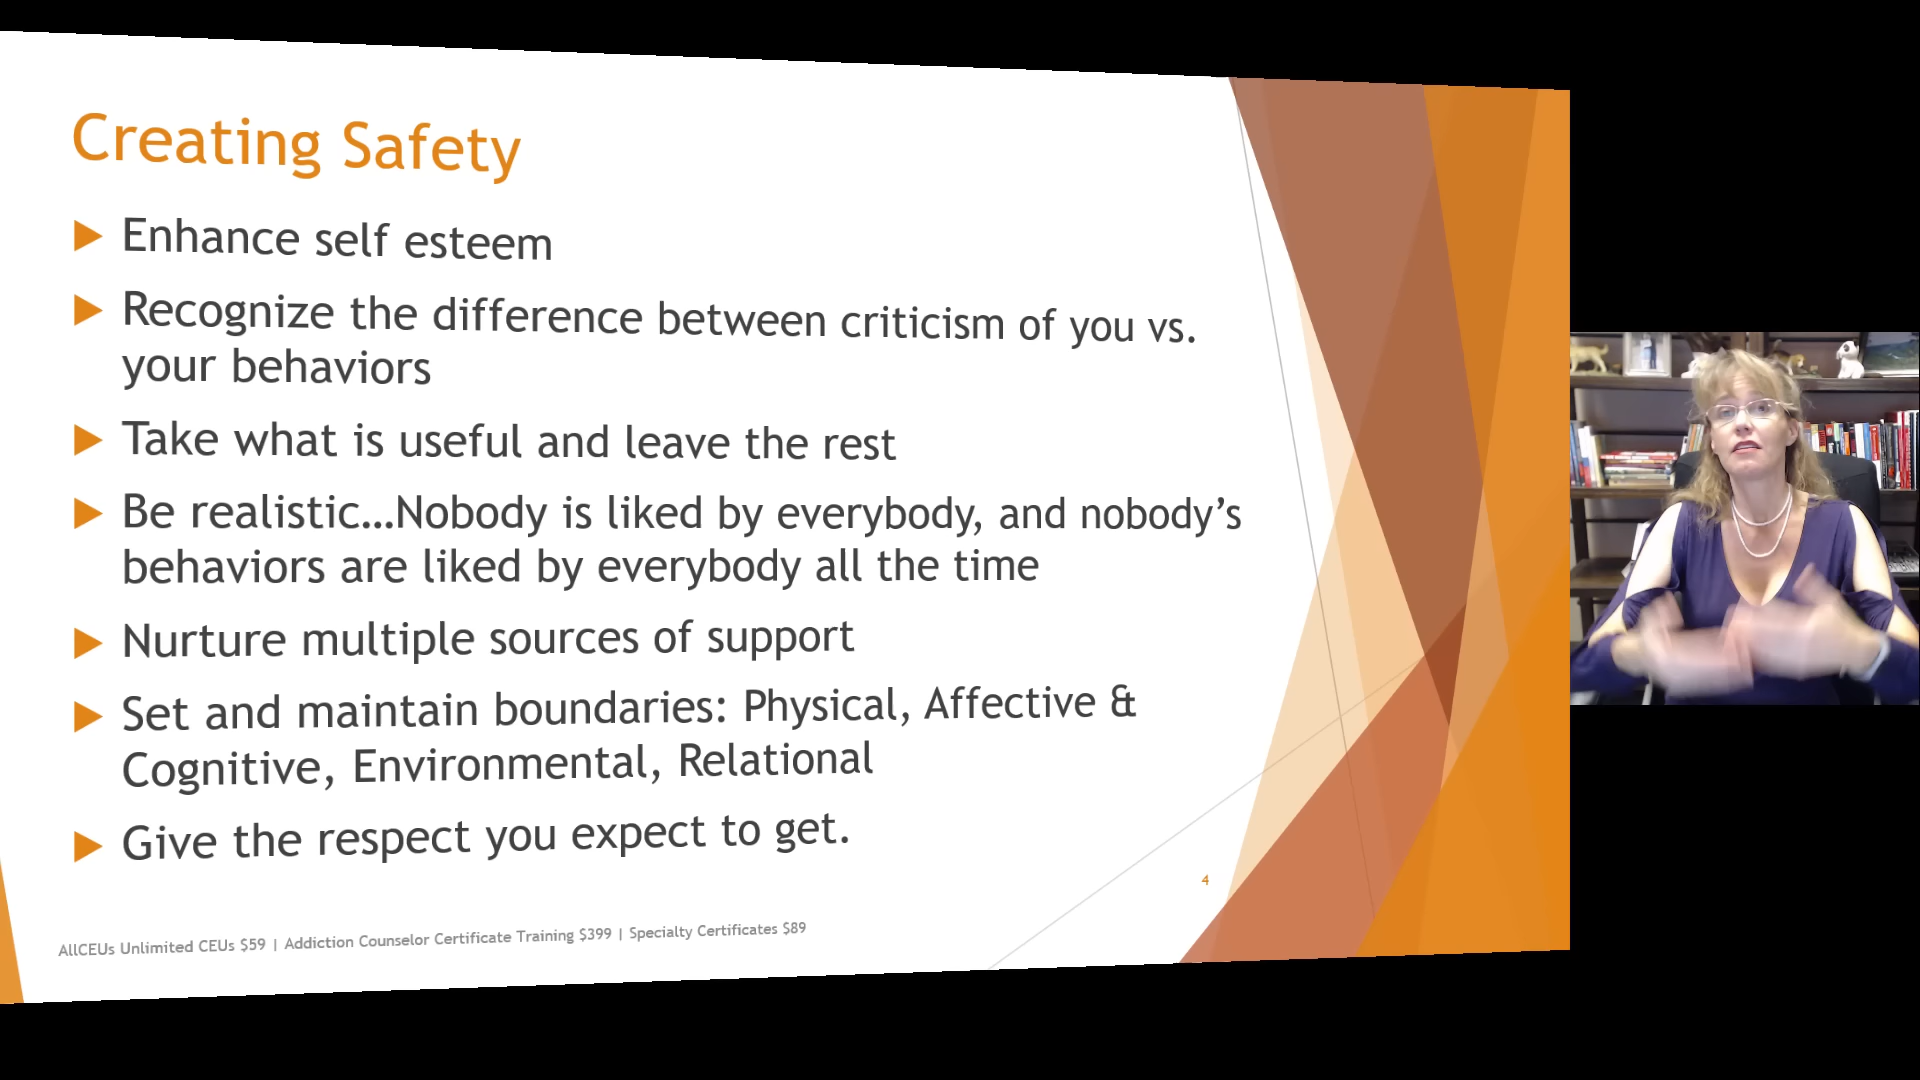 Creating Safety
Enhance self esteem
Recognize the difference between criticism of you vs.
your behaviors
Take what is useful and leave the rest
Be realistic...Nobody is liked by everybody, and nobody’s
behaviors are liked by everybody all the time
Nurture multiple sources of support
Set and maintain boundaries: Physical, Affective &
Cognitive, Environmental, Relational
Give the respect you expect to get.
4
AllCEUs Unlimited CEUs $59 | Addiction Counselor Certificate Training $399 | Specialty Certificates $89